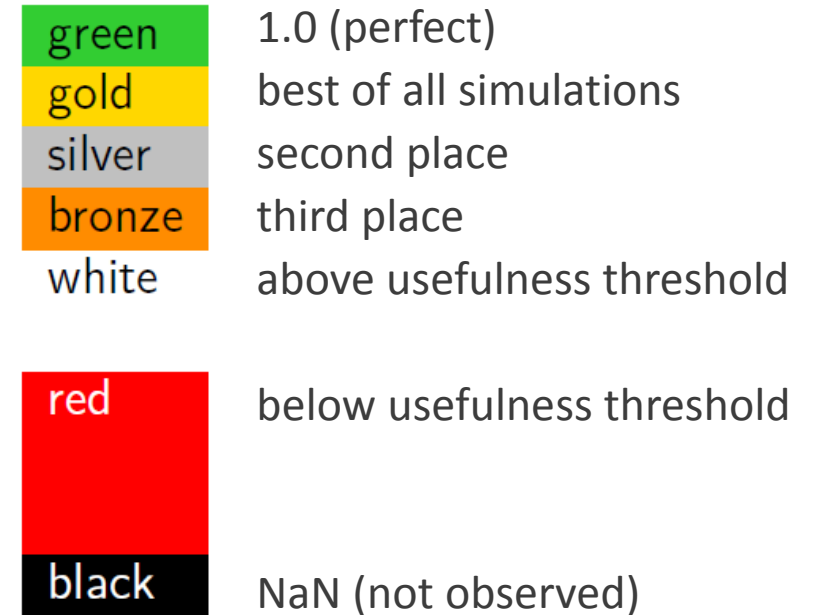 green 1.0 (perfect)
gold best of all simulations
silver second place
bronze third place
white above usefulness threshold
red below usefulness threshold
black NaN (not observed)